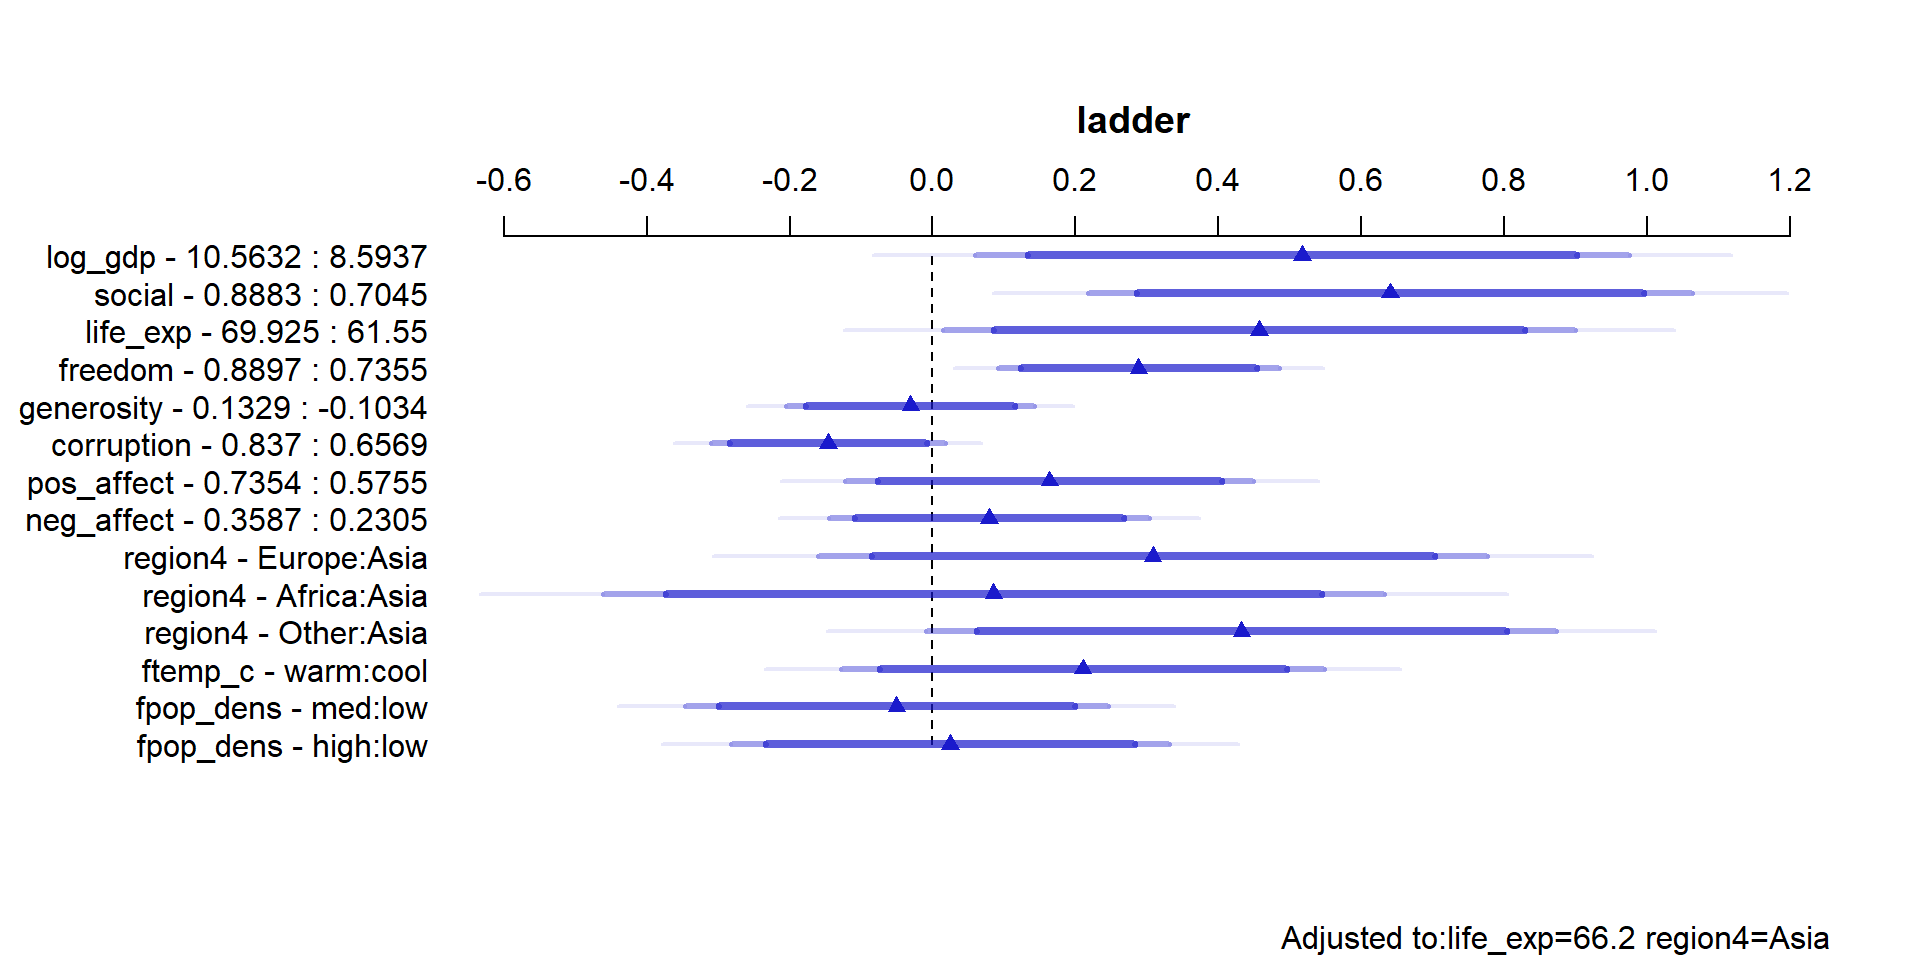 ladder
-0.6 -0.4 -0.2 0.0 0.2 0.4 0.6 0.8 1.0 1.2
log_gdp - 10.5632 : 8.5937
social - 0.8883 : 0.7045
life_exp - 69.925 : 61.55
freedom - 0.8897 : 0.7355
generosity - 0.1329 : -0.1034
corruption - 0.837 : 0.6569
pos_affect - 0.7354 : 0.5755
neg_affect - 0.3587 : 0.2305
region4 - Europe:Asia
region4 - Africa:Asia
region4 - Other:Asia
ftemp_c - warm:cool
fpop_dens - med:low
fpop_dens - high:low
Adjusted to:life_exp=66.2 region4=Asia